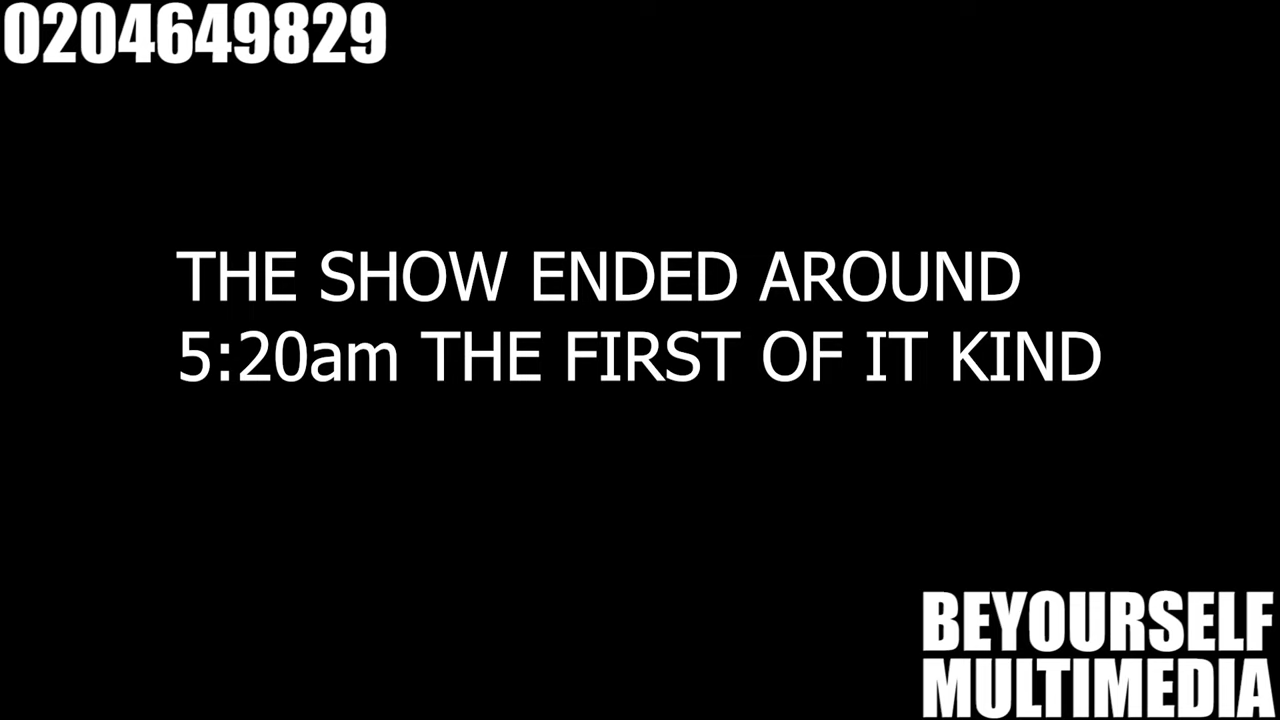 0204649829
THE SHOW ENDED AROUND
5:20am THE FIRST OF IT KIND
BEYOURSELF
MULTIMEDIA